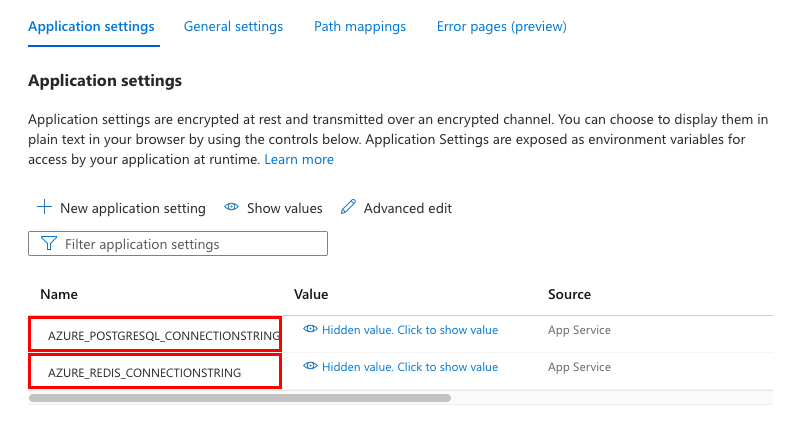 Application settings General settings Path mappings Error pages (preview)
Application settings
Application settings are encrypted at rest and transmitted over an encrypted channel. You can choose to display them in
plain text in your browser by using the controls below. Application Settings are exposed as environment variables for
access by your application at runtime. Learn more
New application setting Show values Advanced edit
Filter application settings
Name Value Source
AZURE_POSTGRESQL_CONNECTIONSTRING Hidden value. Click to show value App Service
AZURE_REDIS_CONNECTIONSTRING Hidden value. Click to show value App Service